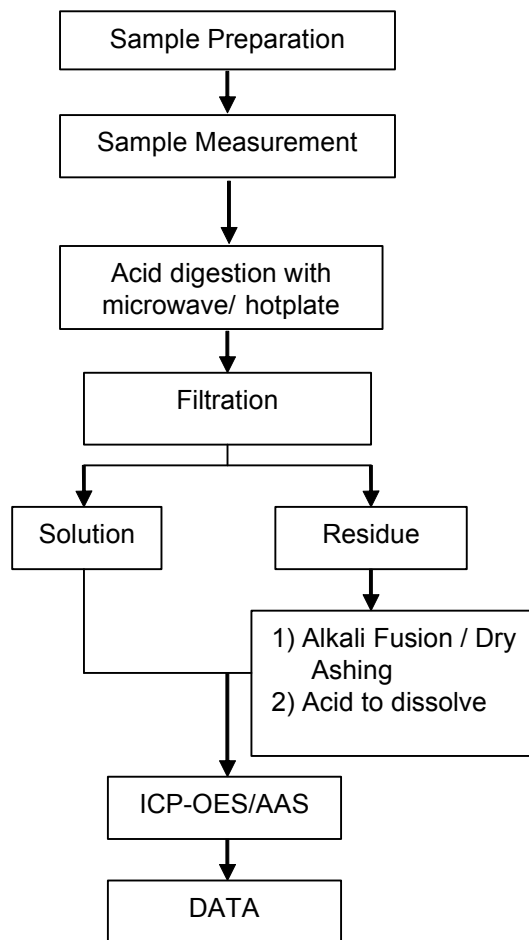 Sample Preparation
Sample Measurement
Acid digestion with
microwave/ hotplate
Filtration
Solution
Residue
1) Alkali Fusion / Dry
Ashing
2) Acid to dissolve
ICP-OES/AAS
DATA